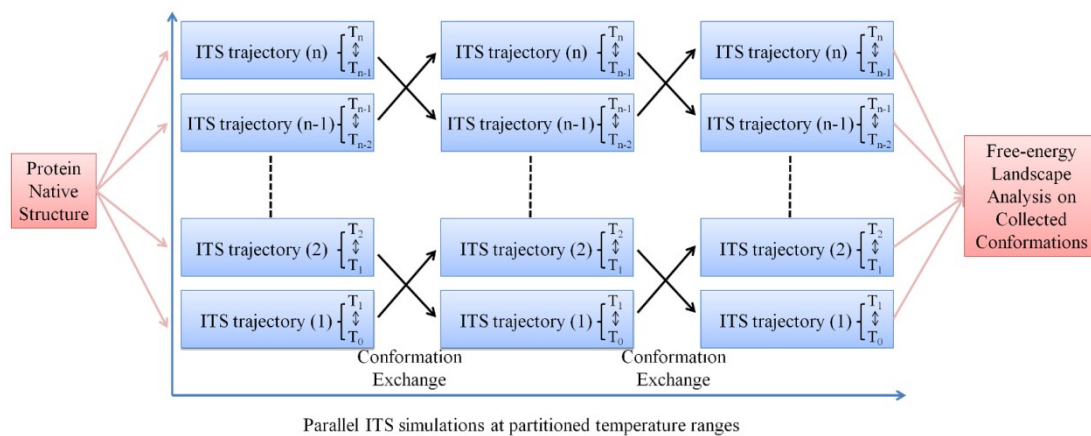 Protein
Native
Structure
ITS trajectory (n)
Tn
Tn-1
ITS trajectory (n-1)
Tn-1
Tn-2
ITS trajectory (2)
T2
T1
ITS trajectory (1)
T1
T0
Conformation
Exchange
ITS trajectory (n)
Tn
Tn-1
ITS trajectory (n-1)
Tn-1
Tn-2
ITS trajectory (2)
T2
T1
ITS trajectory (1)
T1
T0
Conformation
Exchange
ITS trajectory (n)
Tn
Tn-1
ITS trajectory (n-1)
Tn-1
Tn-2
ITS trajectory (2)
T2
T1
ITS trajectory (1)
T1
T0
Free-energy
Landscape
Analysis on
Collected
Conformations
Parallel ITS simulations at partitioned temperature ranges